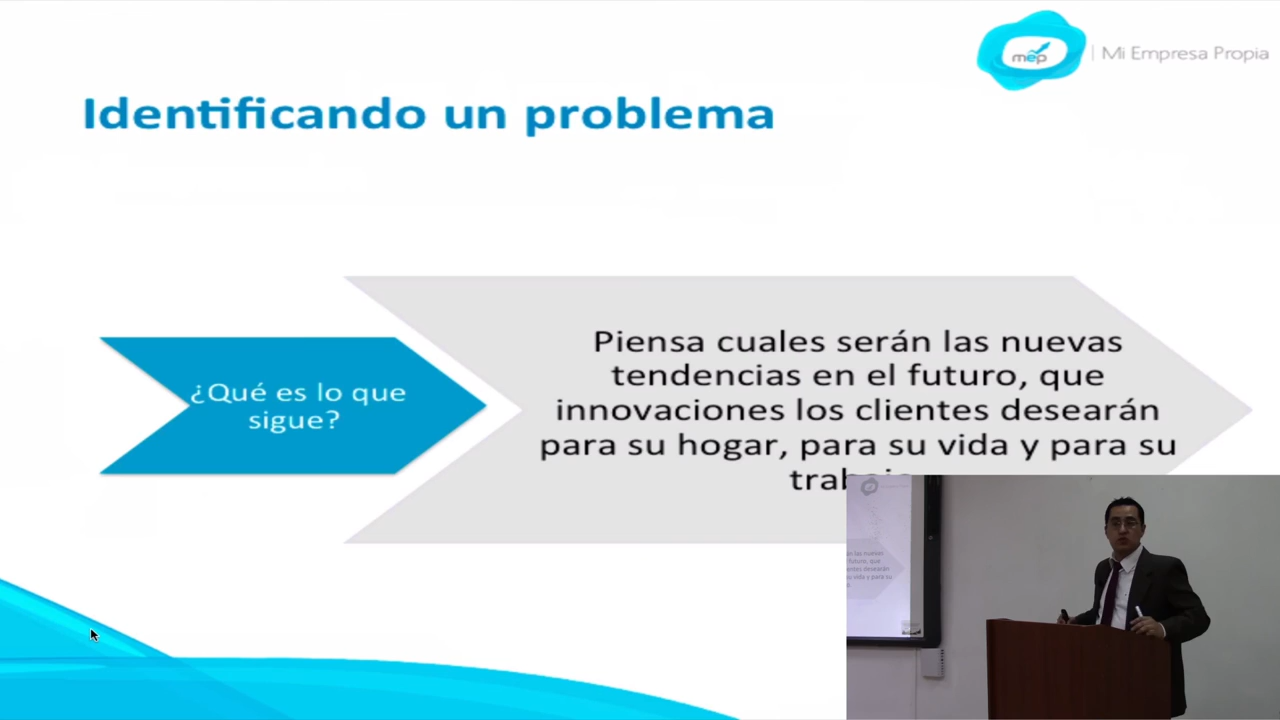 mep
Mi Empresa Propia
Identificando un problema
¿Qué es lo que
sigue?
Piensa cuales serán las nuevas
tendencias en el futuro, que
innovaciones los clientes desearán
para su hogar, para su vida y para su